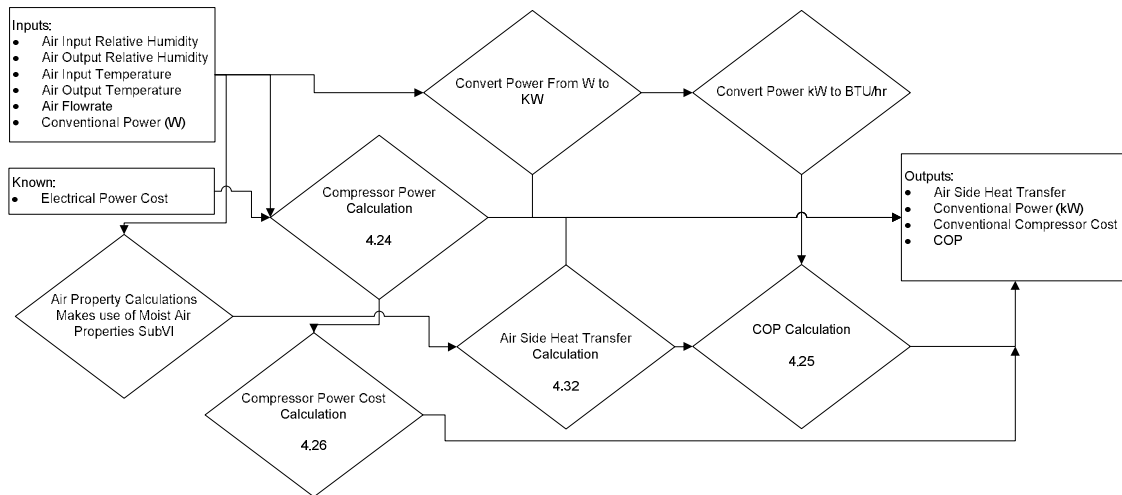 Inputs:
• Air Input Relative Humidity
• Air Output Relative Humidity
• Air Input Temperature
• Air Output Temperature
• Air Flowrate
• Conventional Power (W)
Convert Power From W to
KW
Convert Power kW to BTU/hr
Known:
• Electrical Power Cost
Compressor Power
Calculation
4.24
Outputs:
• Air Side Heat Transfer
• Conventional Power (kW)
• Conventional Compressor Cost
• COP
Air Property Calculations
Makes use of Moist Air
Properties SubVI
Air Side Heat Transfer
Calculation
4.32
COP Calculation
4.25
Compressor Power Cost
Calculation
4.26